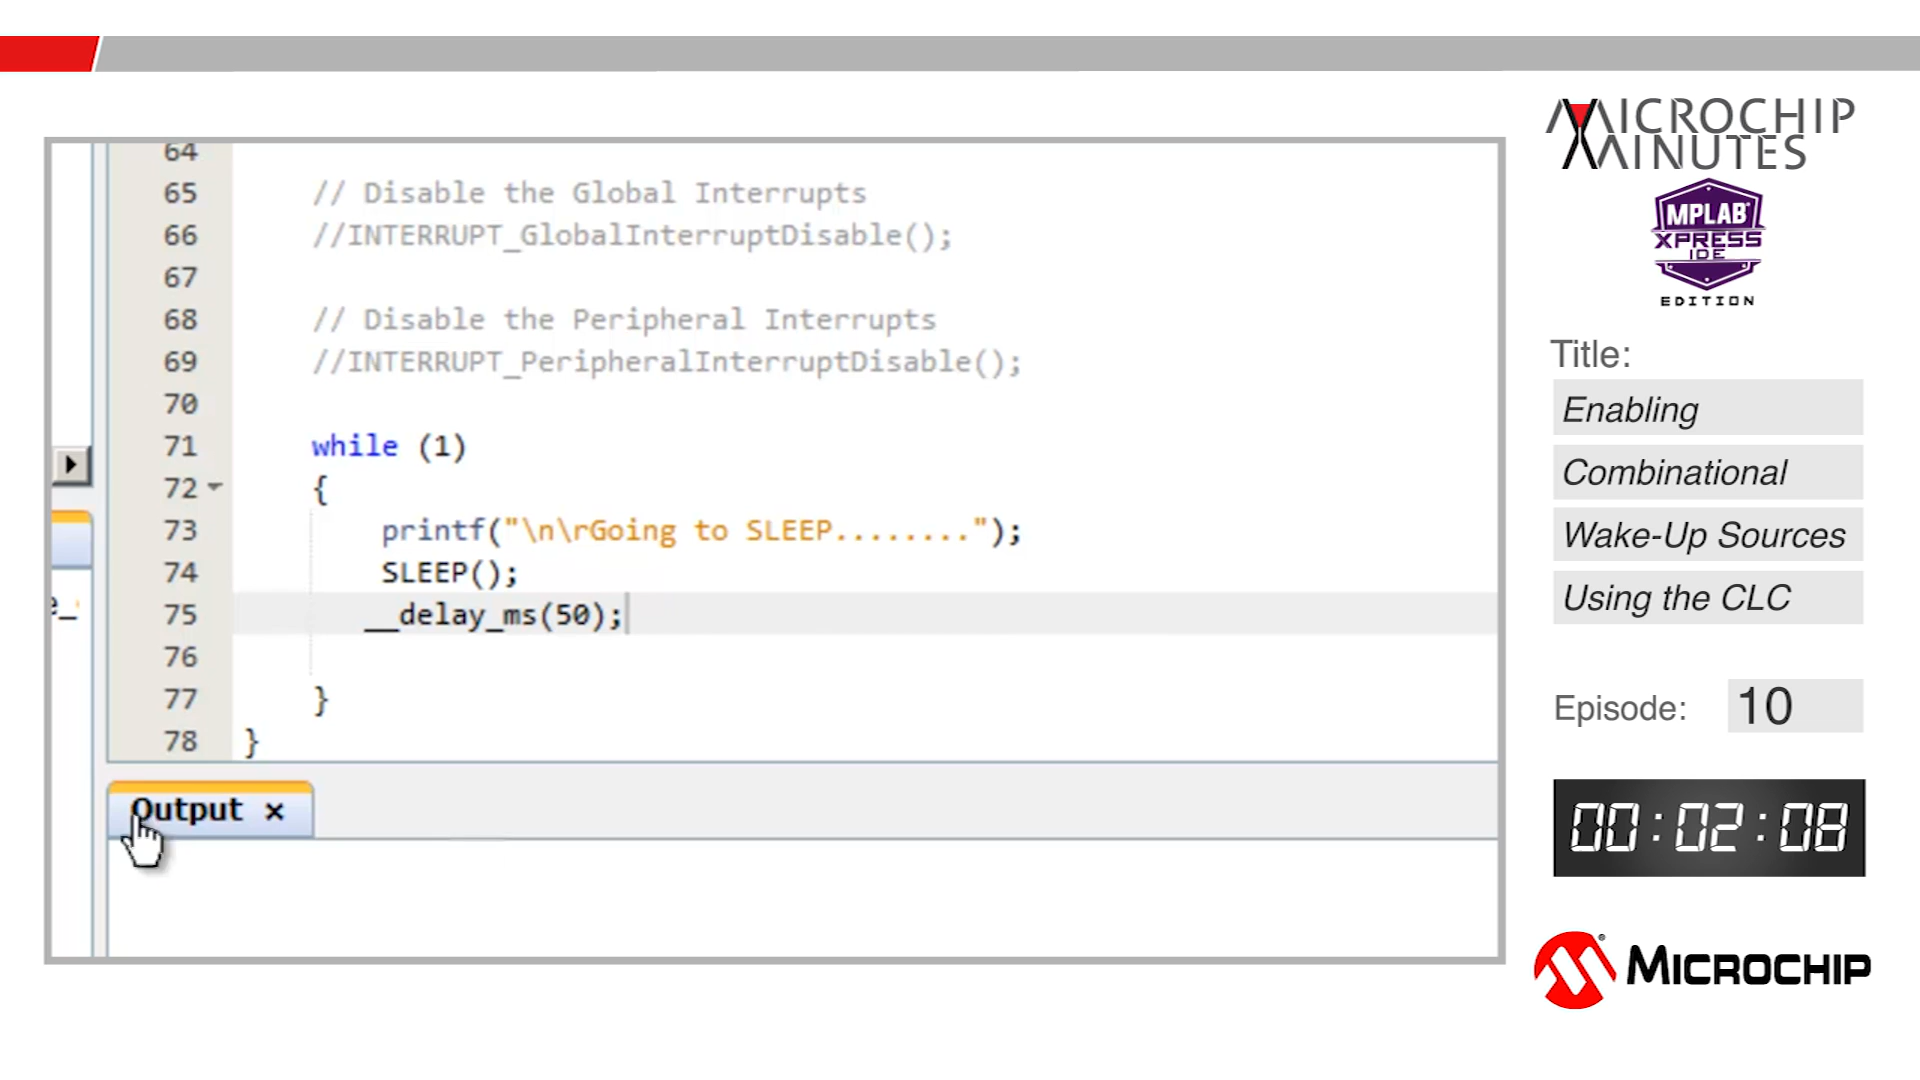 64
65 // Disable the Global Interrupts
66 //INTERRUPT_GlobalInterruptDisable();
67
68 // Disable the Peripheral Interrupts
69 //INTERRUPT_PeripheralInterruptDisable();
70
71 while (1)
72 {
73 printf("\n\rGoing to SLEEP........");
74 SLEEP();
75 __delay_ms(50);
76
77 }
78 }
Output ×
MICROCHIP
MINUTES
MPLAB®
XPRESS
IDE
EDITION
Title:
Enabling
Combinational
Wake-Up Sources
Using the CLC
Episode: 10
00:02:08
® MICROCHIP